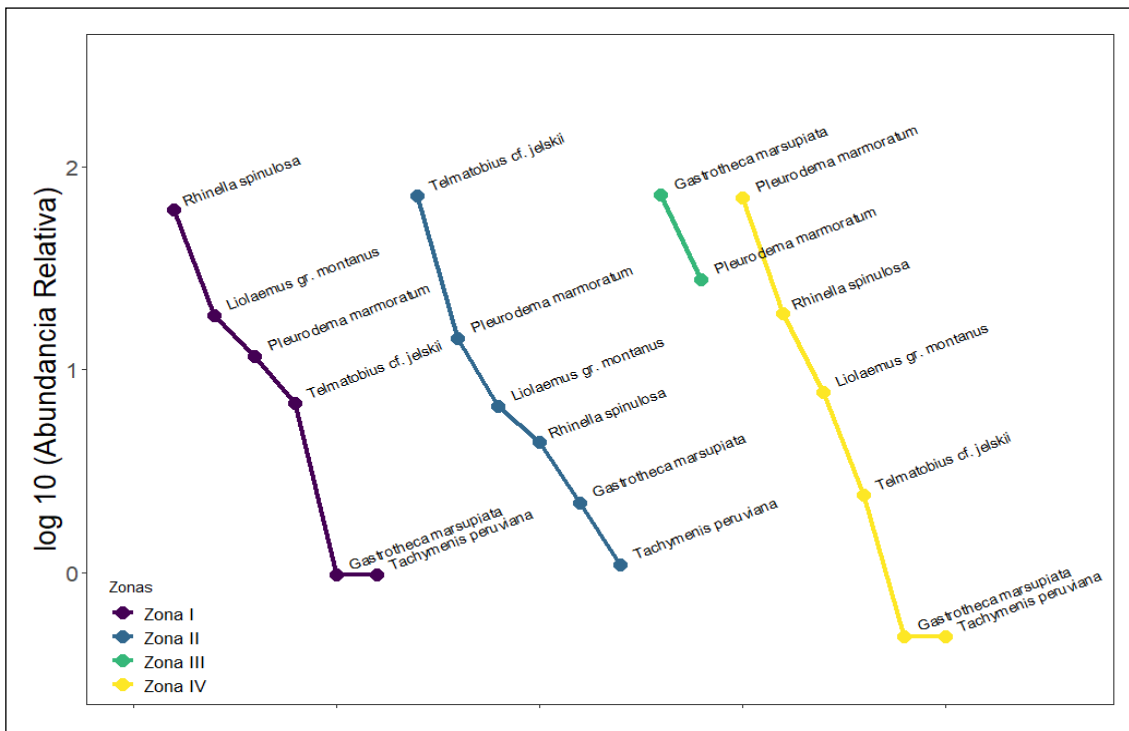 log 10 (Abundancia Relativa)
2
1
0
Rhinella spinulosa
Liolaemus gr. montanus
Pleurodema marmoratum
Telmatobius cf. jelskii
Gastrotheca marsupiata
Tachymenis peruviana
Telmatobius cf. jelskii
Pleurodema marmoratum
Liolaemus gr. montanus
Rhinella spinulosa
Gastrotheca marsupiata
Tachymenis peruviana
Gastrotheca marsupiata
Pleurodema marmoratum
Pleurodema marmoratum
Rhinella spinulosa
Liolaemus gr. montanus
Telmatobius cf. jelskii
Gastrotheca marsupiata
Tachymenis peruviana
Zonas
Zona I
Zona II
Zona III
Zona IV